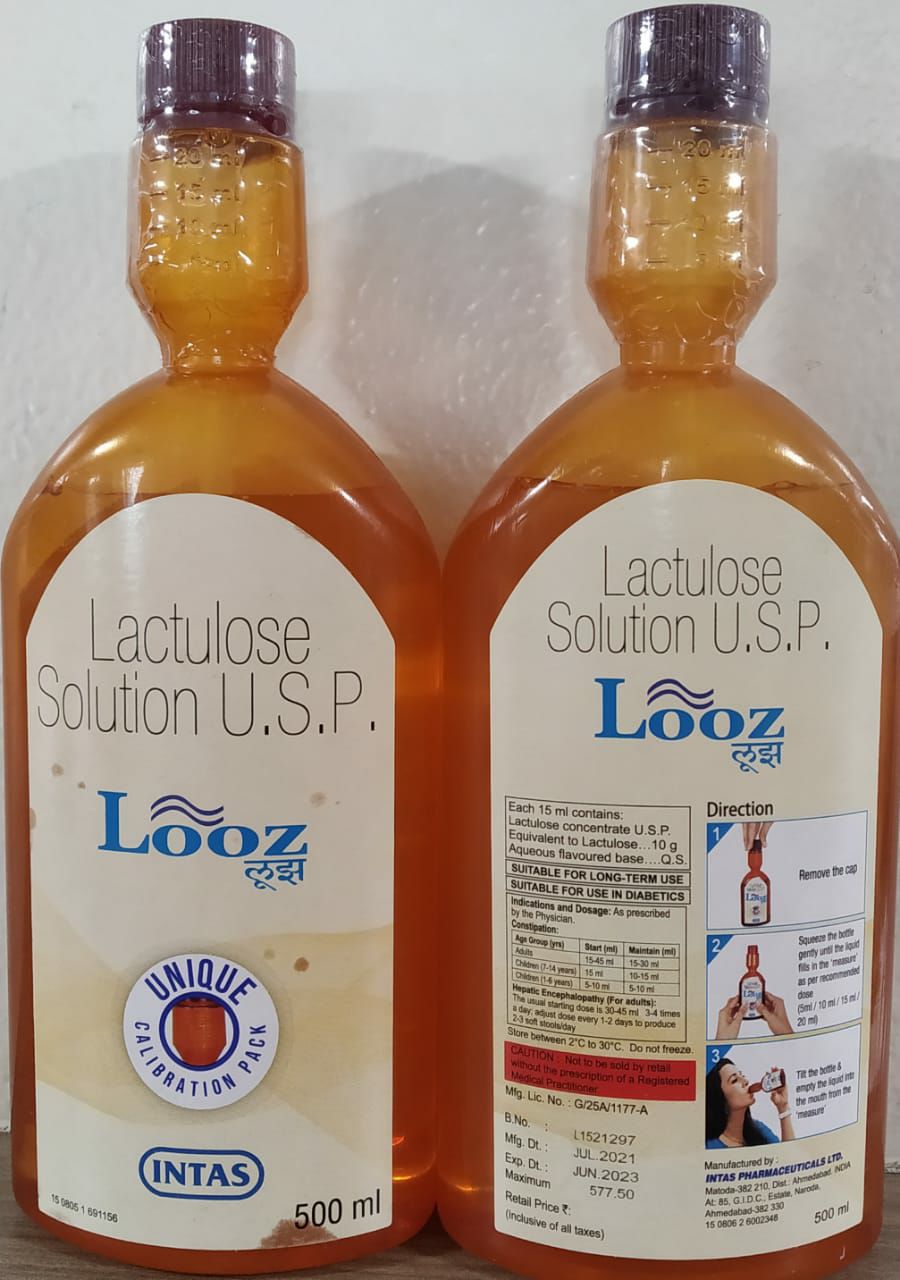 20 ml
15 ml
10 ml
Lactulose
Solution U.S.P.
Looz
लूझ
UNIQUE
CALIBRATION PACK
INTAS
15 0805 1 691156
500 ml
20 ml
15 ml
Lactulose
Solution U.S.P.
Looz
लूझ
Each 15 ml contains:
Lactulose concentrate U.S.P.
Equivalent to Lactulose...10 g
Aqueous flavoured base....Q.S.
SUITABLE FOR LONG-TERM USE
SUITABLE FOR USE IN DIABETICS
Indications and Dosage: As prescribed
by the Physician.
Constipation:
Age Group (yrs) Start (ml) Maintain (ml)
Adults 15-45 ml 15-30 ml
Children (7-14 years) 15 ml 10-15 ml
Children (1-6 years) 5-10 ml 5-10 ml
Hepatic Encephalopathy (For adults):
The usual starting dose is 30-45 ml 3-4 times
a day; adjust dose every 1-2 days to produce
2-3 soft stools/day
Store between 2°C to 30°C. Do not freeze.
CAUTION : Not to be sold by retail
without the prescription of a Registered
Medical Practitioner.
Mfg. Lic. No. : G/25A/1177-A
B.No. : L1521297
Mfg. Dt. : JUL.2021
Exp. Dt. : JUN.2023
Maximum 577.50
Retail Price ₹:
(Inclusive of all taxes)
Direction
1
Remove the cap
2
Squeeze the bottle
gently until the liquid
fills in the 'measure'
as per recommended
dose
(5ml / 10 ml / 15 ml /
20 ml)
3
Tilt the bottle &
empty the liquid into
the mouth from the
'measure'
Manufactured by :
INTAS PHARMACEUTICALS LTD.
Matoda-382 210, Dist.: Ahmedabad. INDIA
At: 85, G.I.D.C., Estate, Naroda,
Ahmedabad-382 330
15 0806 2 6002346
500 ml